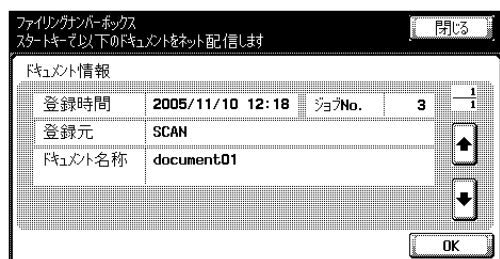 ファイリングナンバーボックス 閉じる
スタートキーで以下のドキュメントをネット配信します
ドキュメント情報
登録時間 2005/11/10 12:18 ジョブNo. 3 1/1
登録元 SCAN
ドキュメント名称 document01
OK